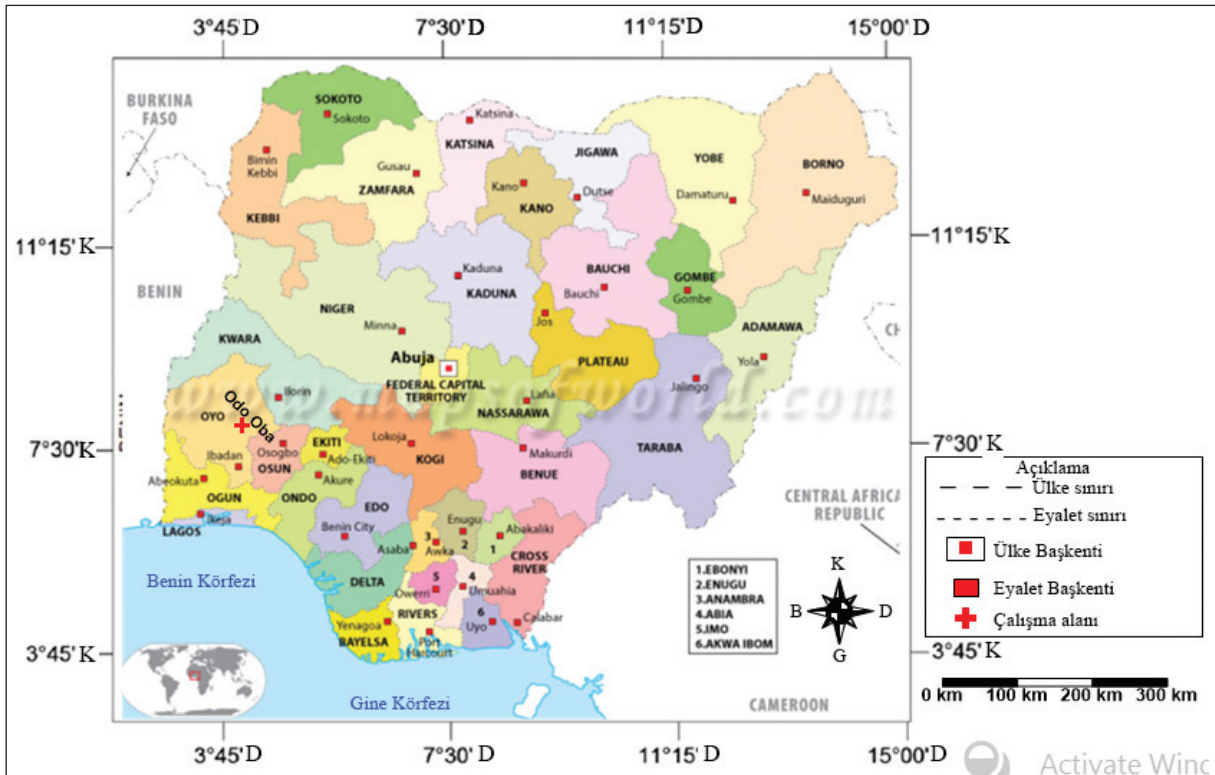 3°45'D
7°30'D
11°15'D
15°00'D
BURKINA
FASO
SOKOTO
Sokoto
Katsina
KATSINA
Bimin
Kebbi
Gusau
ZAMFARA
JIGAWA
YOBE
BORNO
Kano
KANO
Dutse
Damaturu
Maiduguri
KEBBI
11°15'K
11°15'K
BENIN
Kaduna
KADUNA
BAUCHI
Bauchi
GOMBE
Gombe
NIGER
Minna
Jos
ADAMAWA
CH
KWARA
Abuja
PLATEAU
Yola
FEDERAL CAPITAL
TERRITORY
Jalingo
www.mapsofworld.com
Ilorin
Lafia
NASSARAWA
OYO
Odo Oba
7°30'K
7°30'K
EKITI
Lokoja
KOGI
Osogbo
Ado-Ekiti
Makurdi
TARABA
Ibadan
OSUN
BENUE
Abeokuta
Akure
OGUN
ONDO
EDO
CENTRAL AFRICA
REPUBLIC
Ikeja
LAGOS
Benin City
Enugu
Abakaliki
Asaba
3
Awka
2
1
CROSS
RIVER
Benin Körfezi
DELTA
5
4
Owerri
Umuahia
RIVERS
6
Yenagoa
Uyo
Calabar
BAYELSA
Port
Harcourt
3°45'K
3°45'K
Gine Körfezi
CAMEROON
1.EBONYI
2.ENUGU
3.ANAMBRA
4.ABIA
5.IMO
6.AKWA IBOM
K
B
D
G
Açıklama
Ülke sınırı
Eyalet sınırı
Ülke Başkenti
Eyalet Başkenti
Çalışma alanı
0 km 100 km 200 km 300 km
3°45'D
7°30'D
11°15'D
15°00'D
Activate Winc